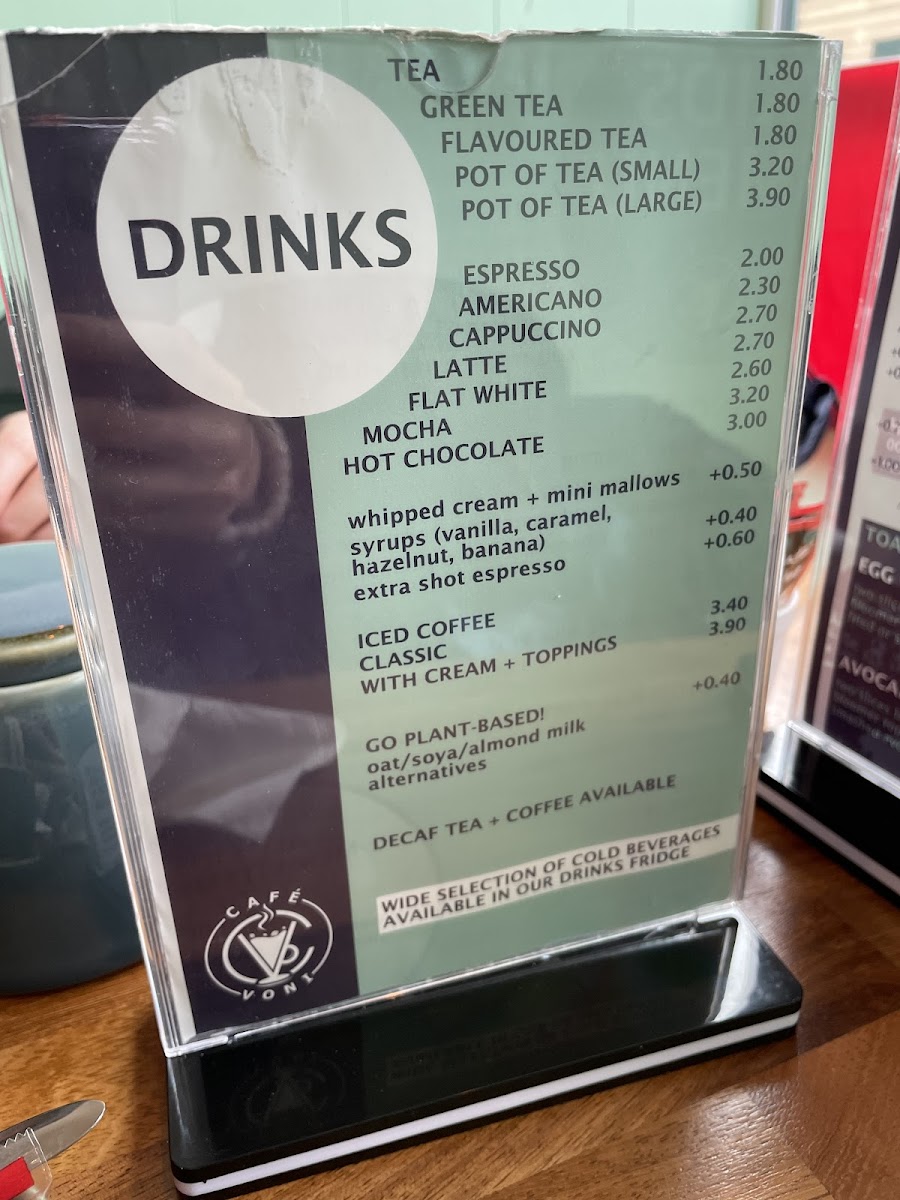 DRINKS
TEA 1.80
GREEN TEA 1.80
FLAVOURED TEA 1.80
POT OF TEA (SMALL) 3.20
POT OF TEA (LARGE) 3.90
ESPRESSO 2.00
AMERICANO 2.30
CAPPUCCINO 2.70
LATTE 2.70
FLAT WHITE 2.60
MOCHA 3.20
HOT CHOCOLATE 3.00
whipped cream + mini mallows +0.50
syrups (vanilla, caramel, +0.40
hazelnut, banana)
extra shot espresso +0.60
ICED COFFEE
CLASSIC 3.40
WITH CREAM + TOPPINGS 3.90
GO PLANT-BASED! +0.40
oat/soya/almond milk
alternatives
DECAF TEA + COFFEE AVAILABLE
WIDE SELECTION OF COLD BEVERAGES
AVAILABLE IN OUR DRINKS FRIDGE
CAFÉ
VONI
EGG